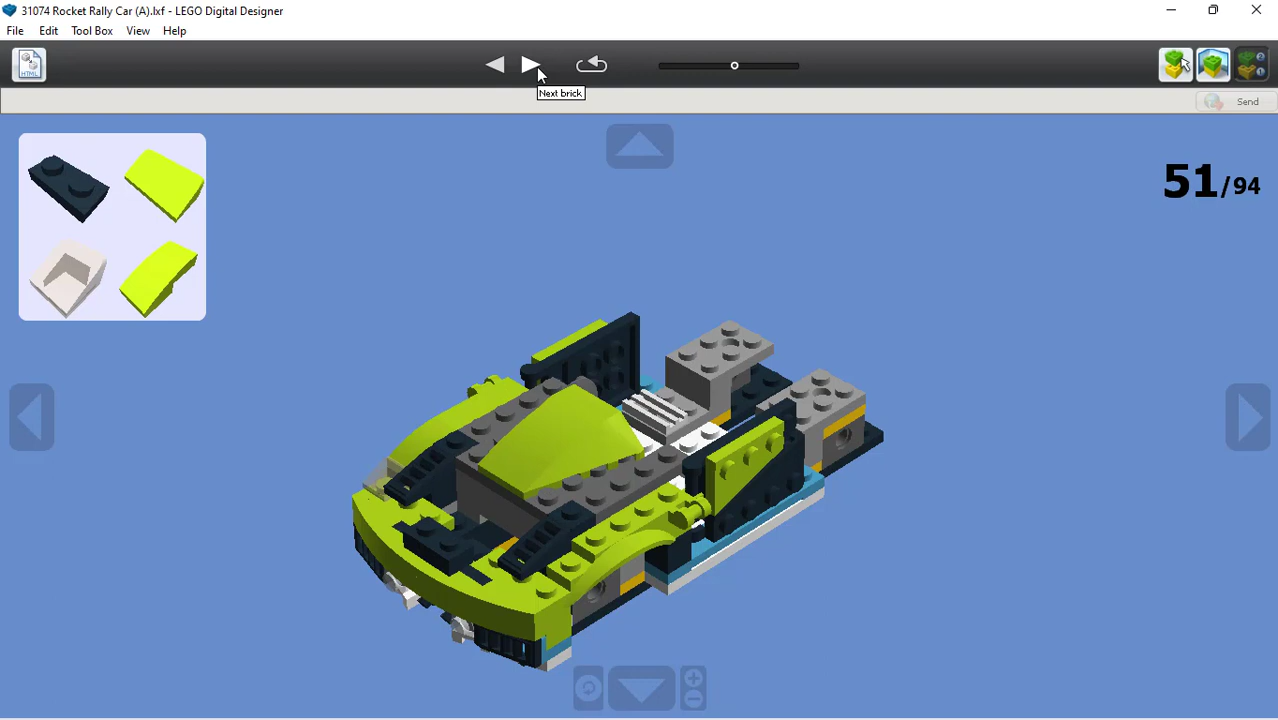 31074 Rocket Rally Car (A).lxf - LEGO Digital Designer
File Edit Tool Box View Help
HTML
Next brick
Send
51/94